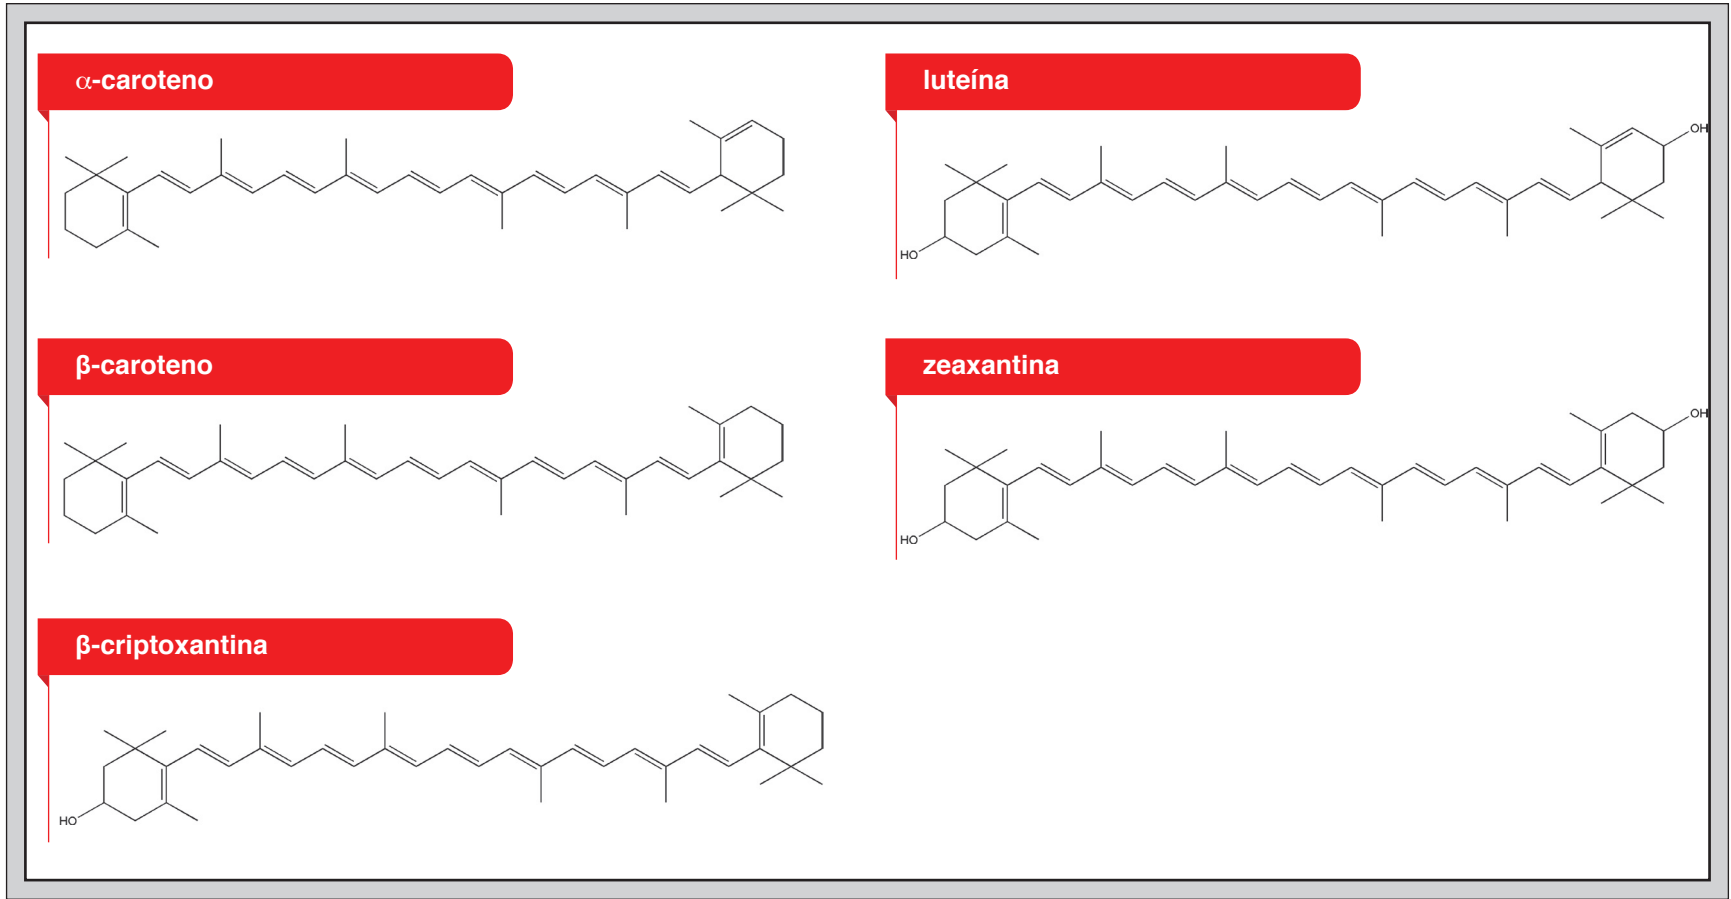 α-caroteno
luteína
OH
HO
β-caroteno
zeaxantina
OH
HO
β-criptoxantina
HO